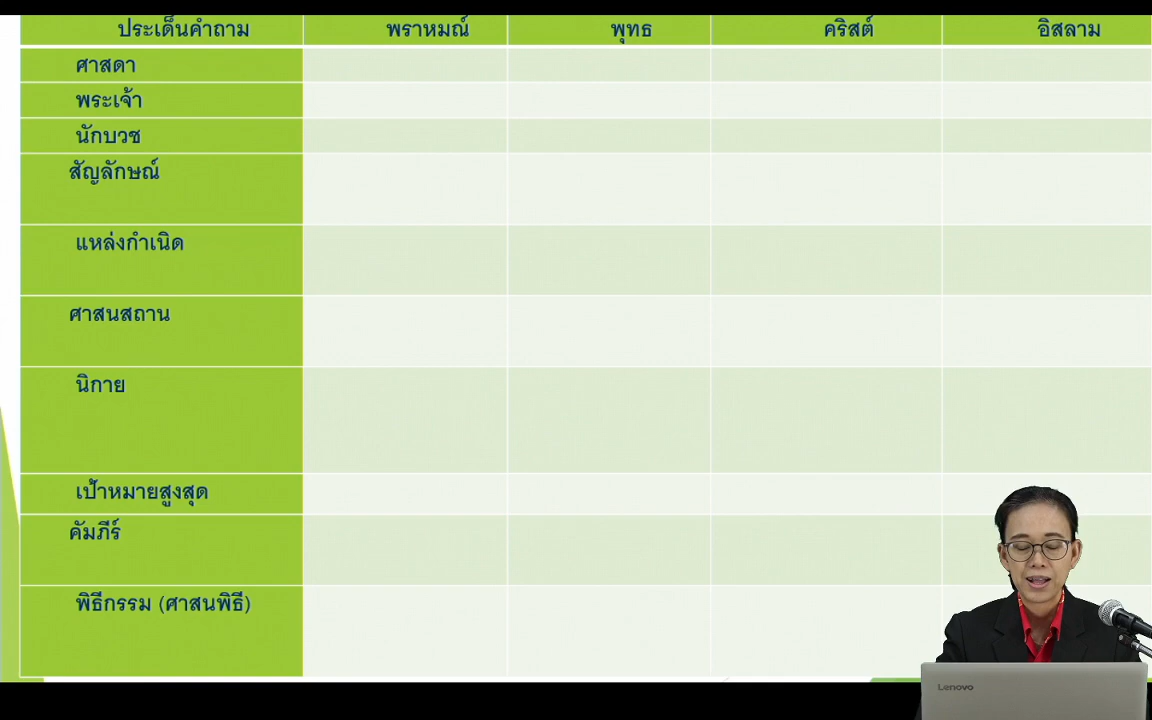 ประเด็นคำถาม พราหมณ์ พุทธ คริสต์ อิสลาม
ศาสดา
พระเจ้า
นักบวช
สัญลักษณ์
แหล่งกำเนิด
ศาสนสถาน
นิกาย
เป้าหมายสูงสุด
คัมภีร์
พิธีกรรม (ศาสนพิธี)
Lenovo